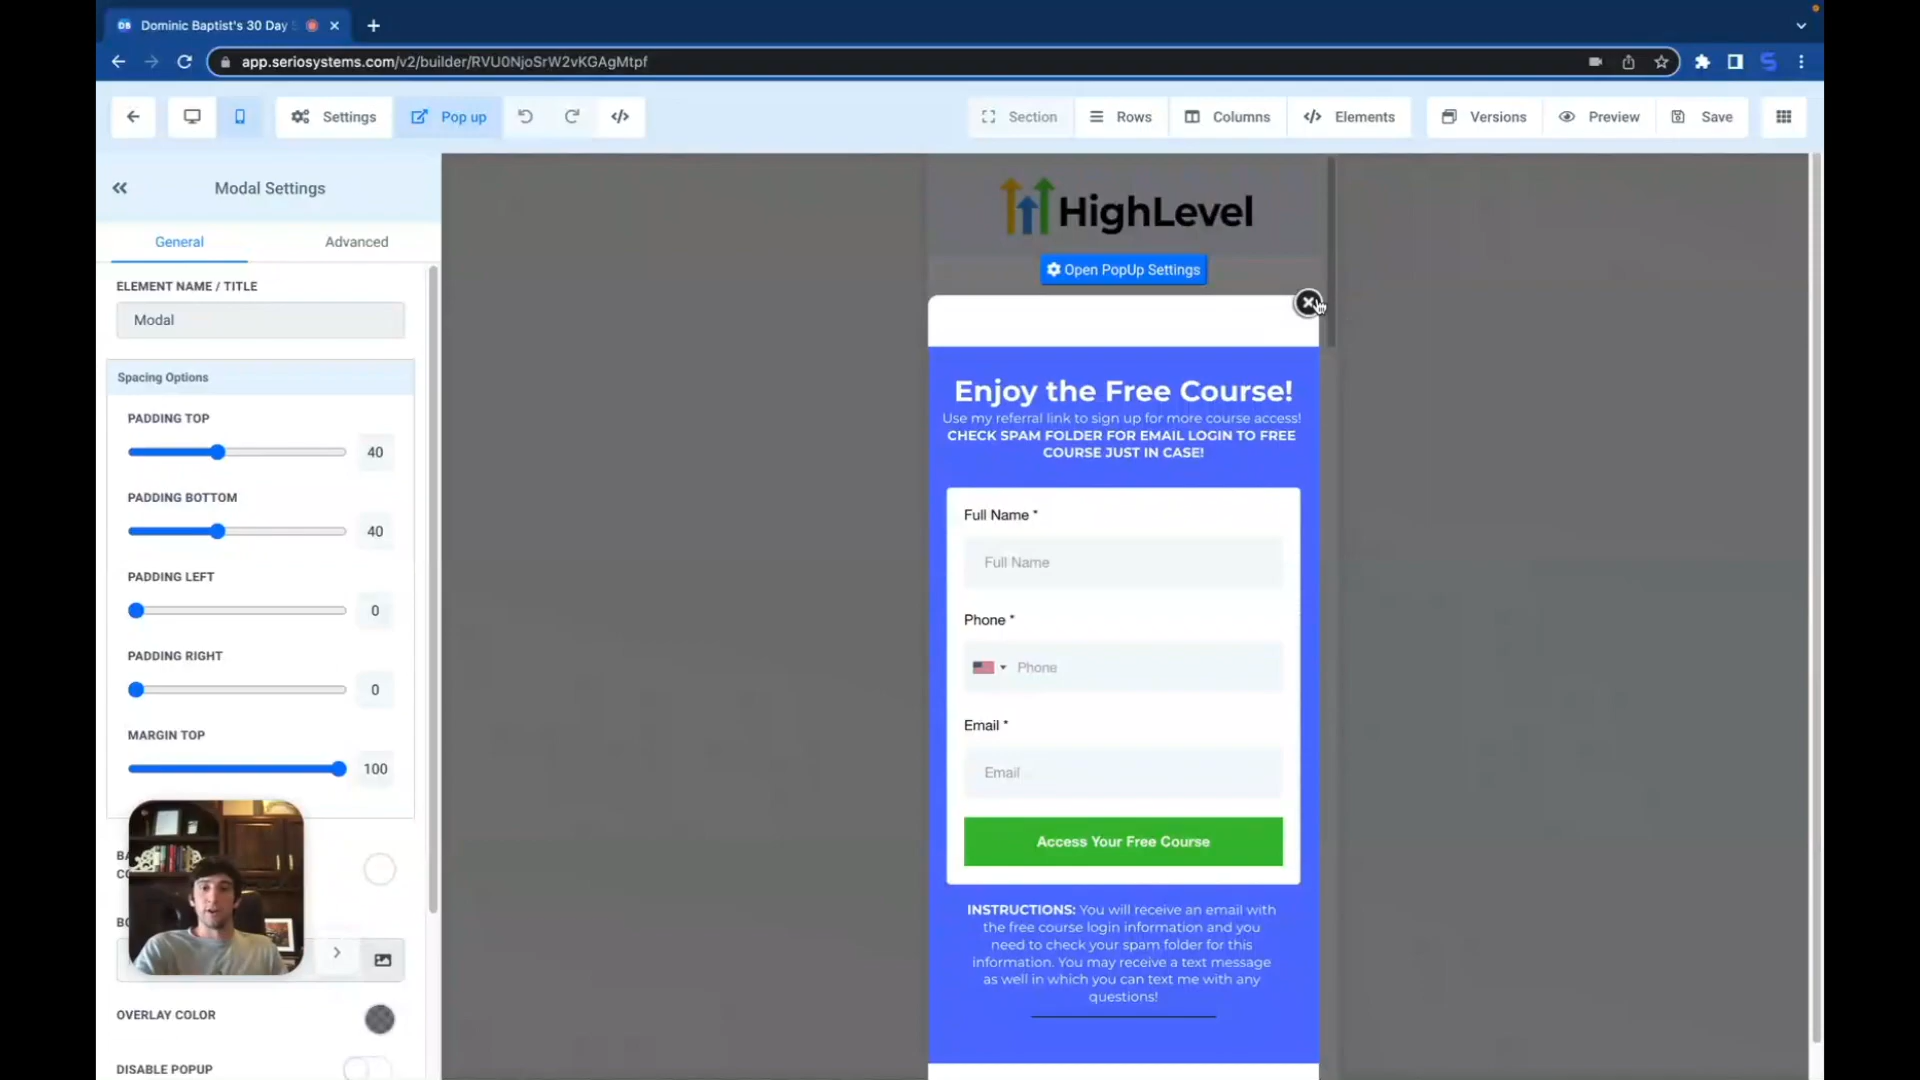 DB Dominic Baptist's 30 Day
app.seriosystems.com/v2/builder/RVU0NjoSrW2vKGAgMtpf
Settings
Pop up
Section
Rows
Columns
Elements
Versions
Preview
Save
Modal Settings
General
Advanced
ELEMENT NAME / TITLE
Modal
Spacing Options
PADDING TOP
40
PADDING BOTTOM
40
PADDING LEFT
0
PADDING RIGHT
0
MARGIN TOP
100
OVERLAY COLOR
DISABLE POPUP
HighLevel
Open PopUp Settings
Enjoy the Free Course!
Use my referral link to sign up for more course access!
CHECK SPAM FOLDER FOR EMAIL LOGIN TO FREE
COURSE JUST IN CASE!
Full Name *
Full Name
Phone *
Phone
Email *
Email
Access Your Free Course
INSTRUCTIONS: You will receive an email with
the free course login information and you
need to check your spam folder for this
information. You may receive a text message
as well in which you can text me with any
questions!